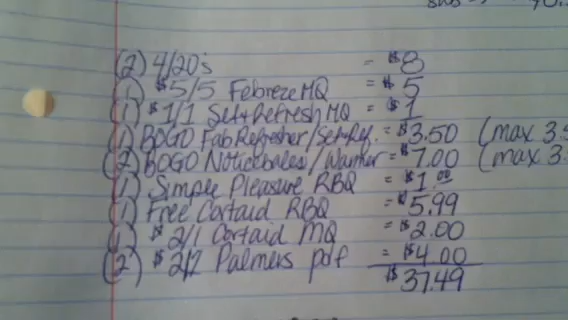 (2) 4/20's = $8
(1) $5/5 Febreze MQ = $5
(1) $1/1 Set+Refresh MQ = $1
(1) BOGO Fab Refresher/Set+Ref. = $3.50 (max 3.5
(2) BOGO Noticeables/Warmer = $7.00 (max 3.
(1) Simple Pleasure RBQ = $1.00
(1) Free Cortaid RBQ = $5.99
(1) $2/1 Cortaid MQ = $2.00
(2) $2/2 Palmers pdf = $4.00
$37.49